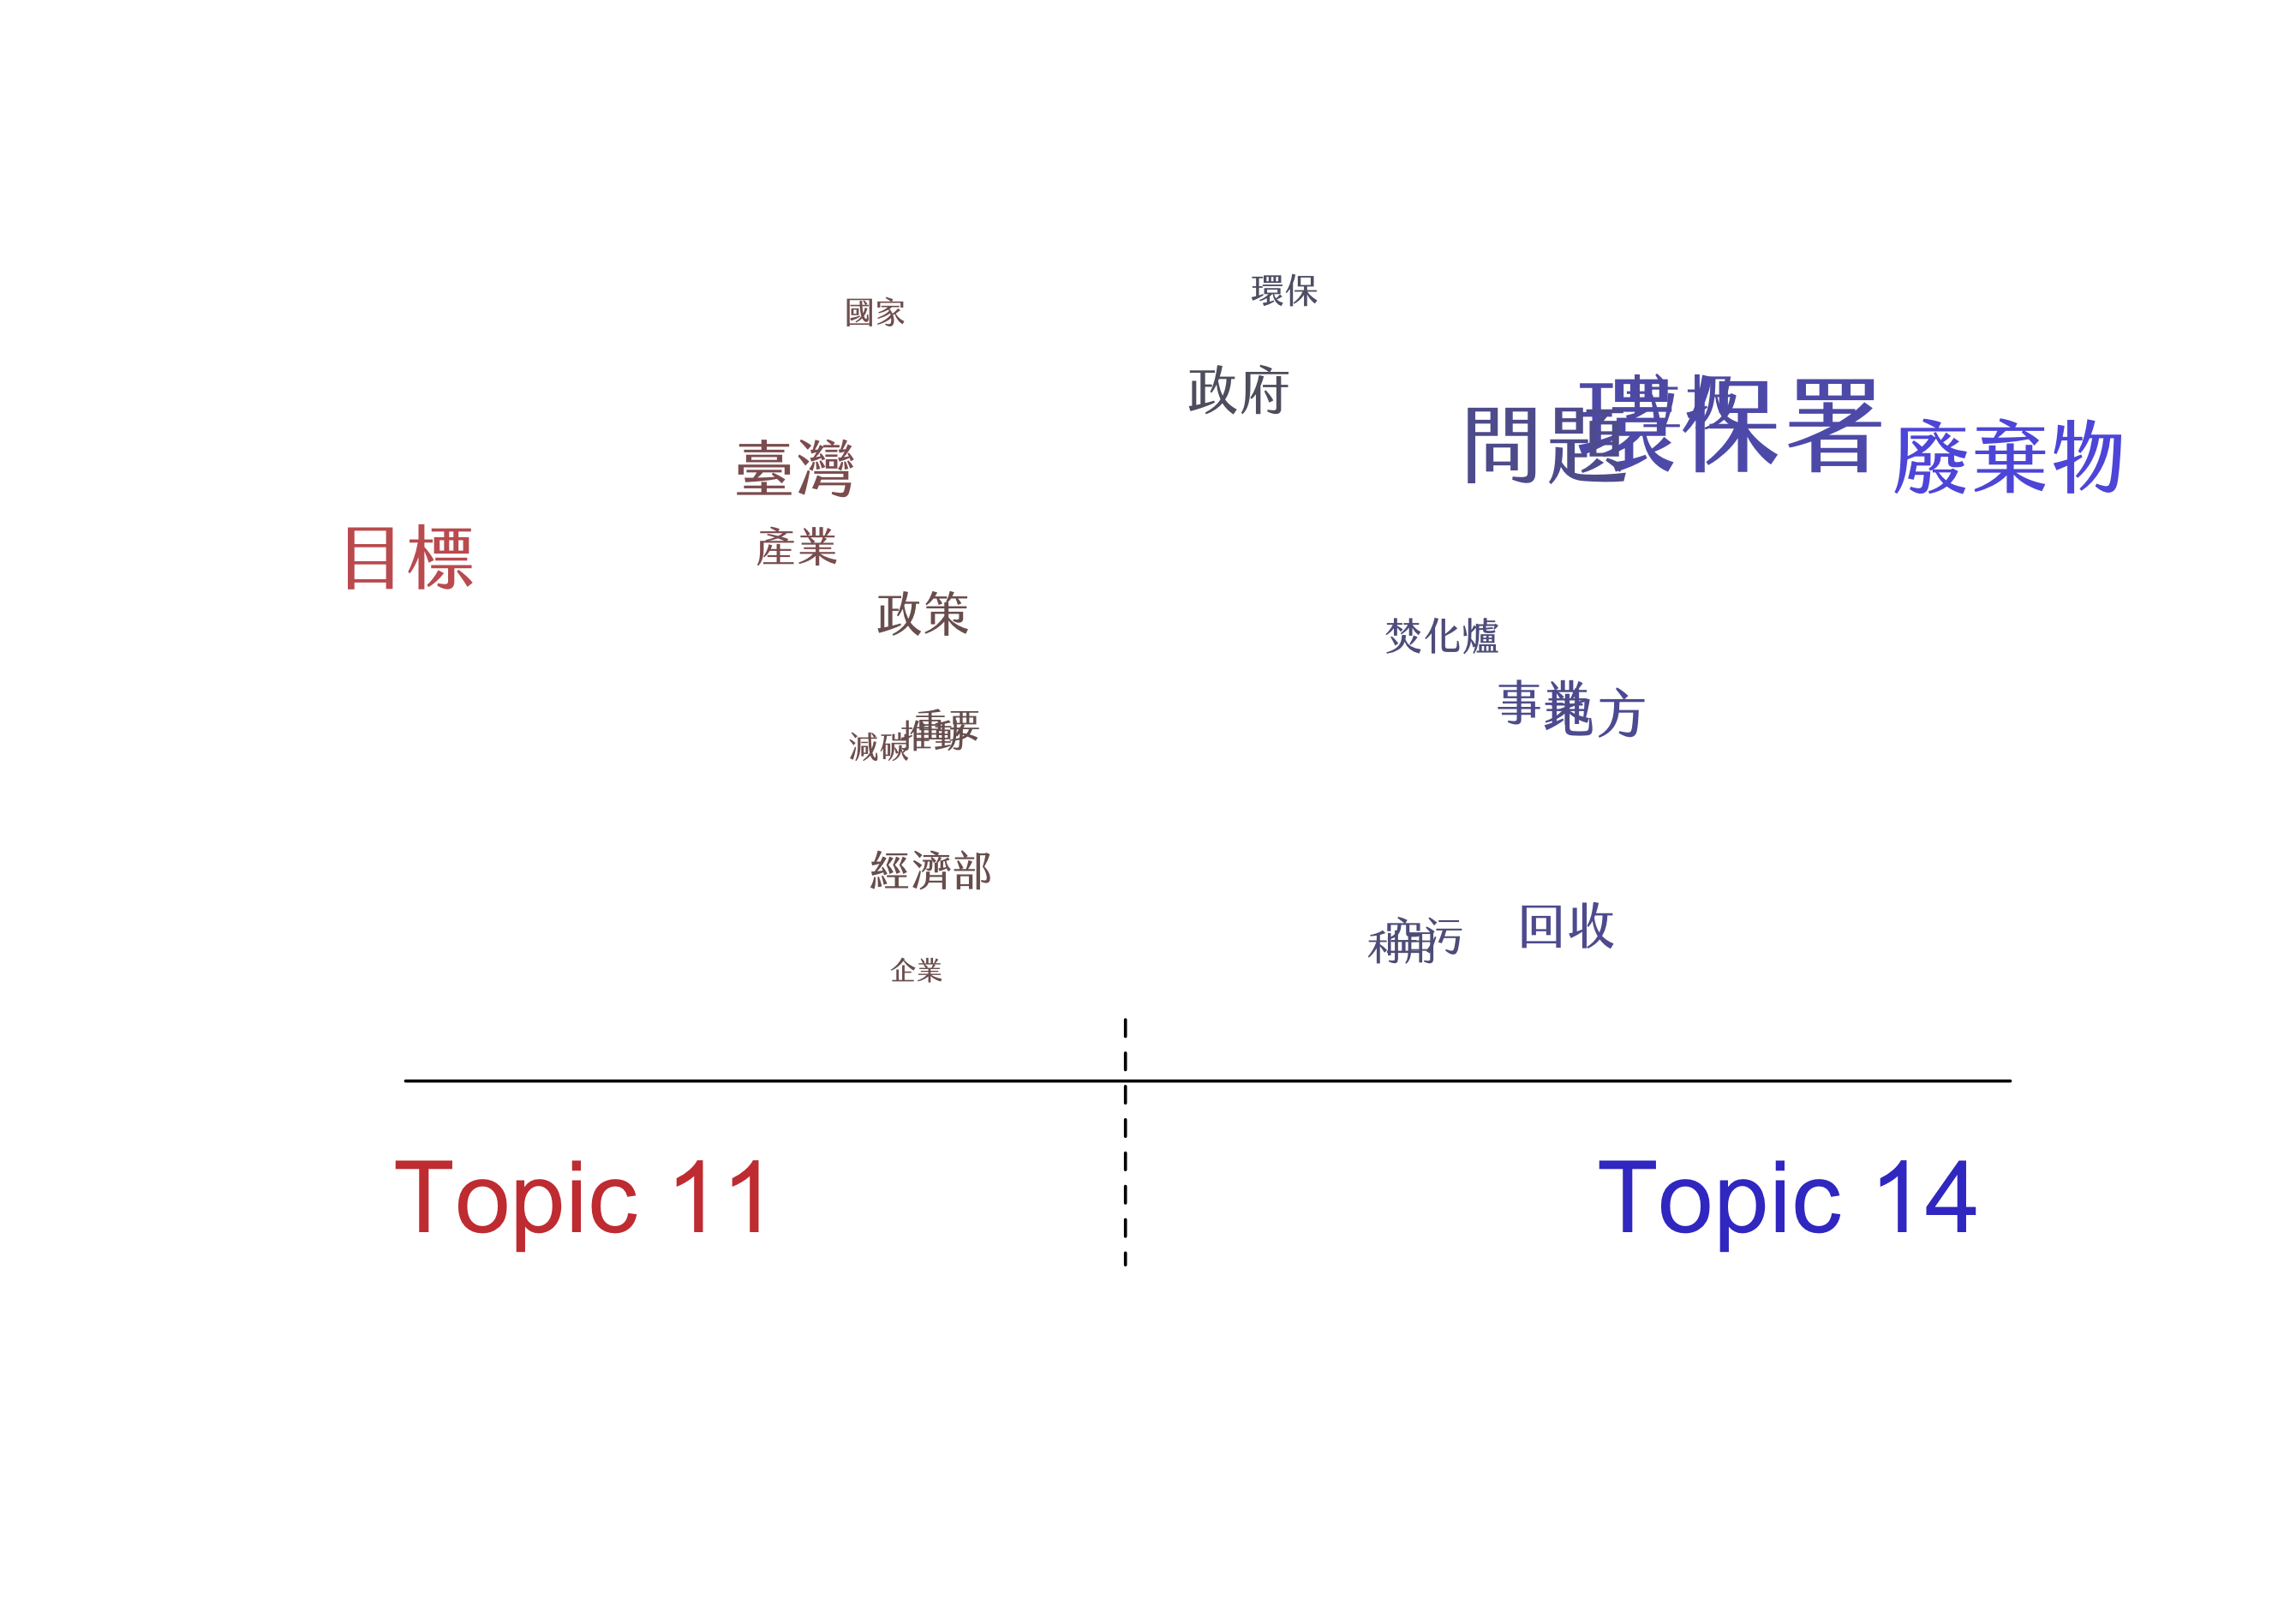 環保
國家
政府
環保署
問題
廢棄物
臺灣
目標
產業
政策
焚化爐
事業
地方
重要
推動
減碳
經濟部
回收
空污
企業
Topic 11
Topic 14